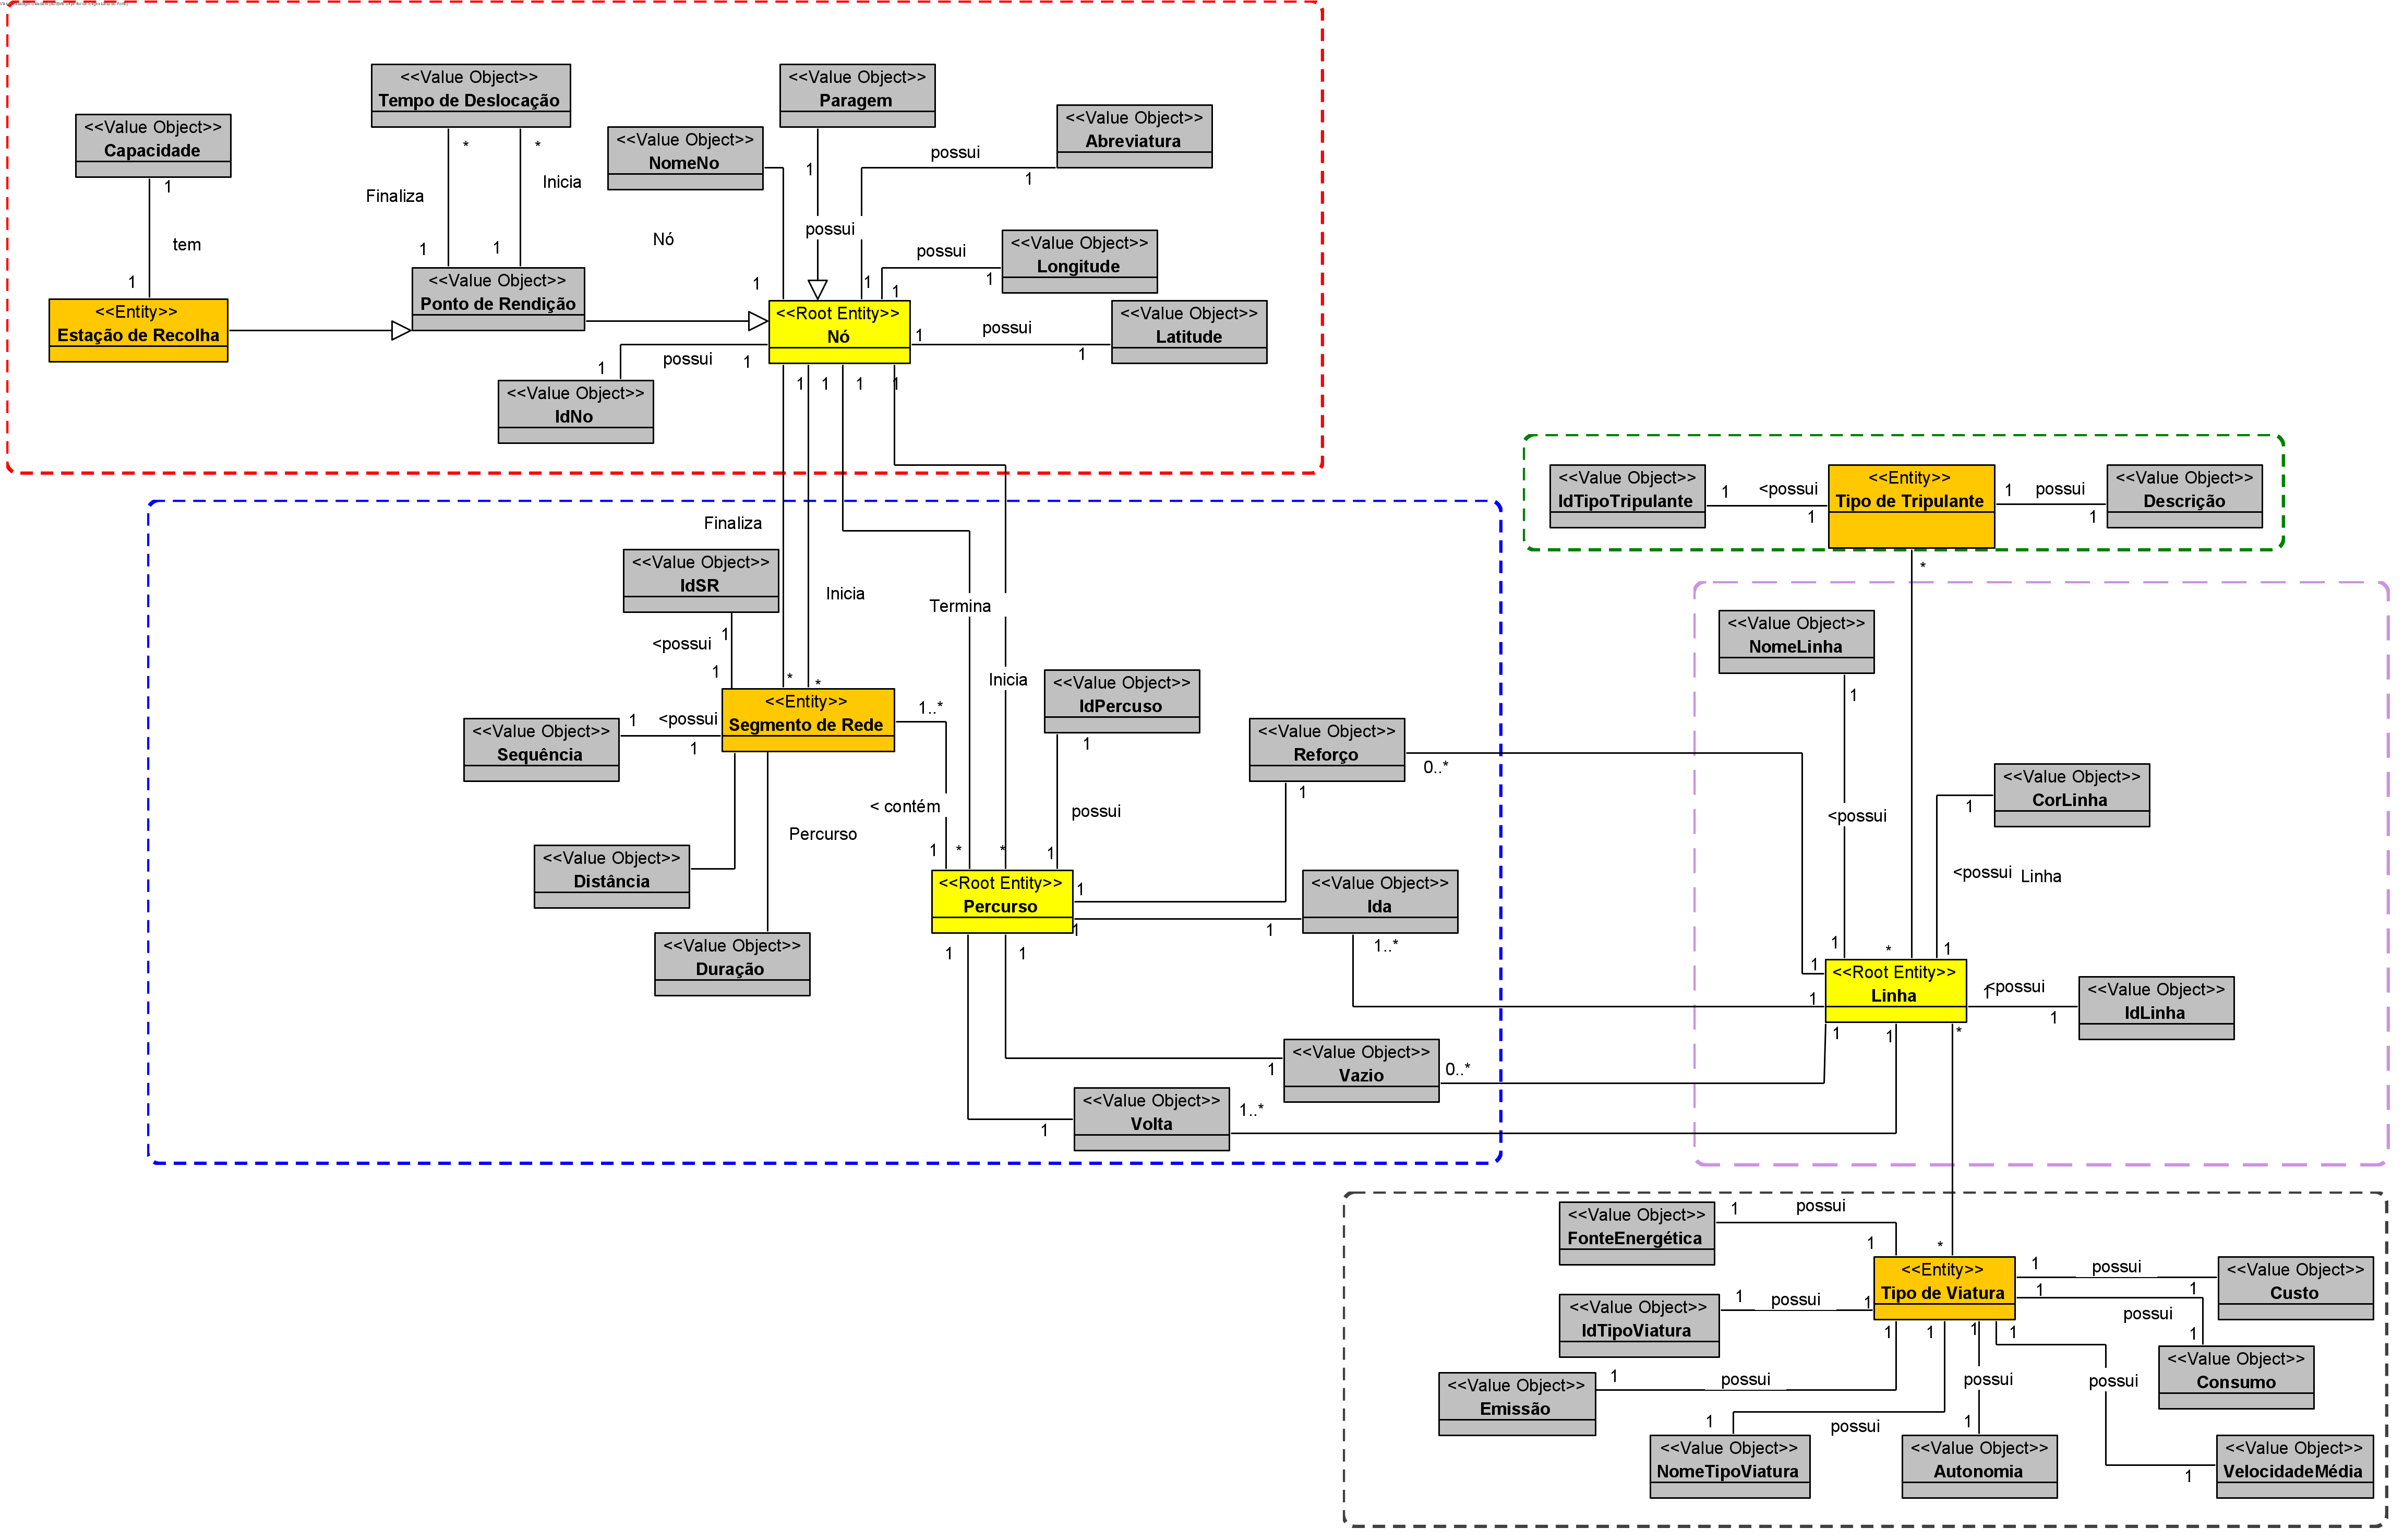 <<Value Object>>
Tempo de Deslocação
<<Value Object>>
Paragem
<<Value Object>>
Abreviatura
<<Value Object>>
Capacidade
<<Value Object>>
NomeNo
*
*
possui
1
1
1
Finaliza
Inicia
1
tem
Nó
possui
<<Value Object>>
Longitude
possui
1
1
1
1
1
1
1
<<Value Object>>
Ponto de Rendição
<<Entity>>
Estação de Recolha
<<Root Entity>>
Nó
1
possui
1
<<Value Object>>
Latitude
possui
1
1
1
1
1
1
<<Value Object>>
IdNo
<<Value Object>>
IdTipoTripulante
1
<possui
1
<<Entity>>
Tipo de Tripulante
1
possui
1
<<Value Object>>
Descrição
*
Finaliza
<<Value Object>>
IdSR
Inicia
Termina
1
<possui
1
*
*
Inicia
<<Value Object>>
NomeLinha
1
<<Entity>>
Segmento de Rede
1..*
<<Value Object>>
IdPercuso
1
<<Value Object>>
Sequência
1
<possui
1
<<Value Object>>
Reforço
0..*
1
<<Value Object>>
CorLinha
1
< contém
possui
<possui
Percurso
1
*
*
1
<<Value Object>>
Distância
<possui
Linha
<<Root Entity>>
Percurso
1
1
1
<<Value Object>>
Ida
1..*
1
1
<<Value Object>>
Duração
1
*
1
1
1
<<Root Entity>>
Linha
1
<possui
1
<<Value Object>>
IdLinha
1
1
*
<<Value Object>>
Vazio
1
0..*
<<Value Object>>
Volta
1
1..*
<<Value Object>>
FonteEnergética
1
possui
1
*
<<Entity>>
Tipo de Viatura
1
possui
1
<<Value Object>>
Custo
<<Value Object>>
IdTipoViatura
1
possui
1
1
possui
1
<<Value Object>>
Consumo
1
1
1
1
<<Value Object>>
Emissão
1
possui
possui
possui
1
possui
1
1
<<Value Object>>
NomeTipoViatura
<<Value Object>>
Autonomia
<<Value Object>>
VelocidadeMédia